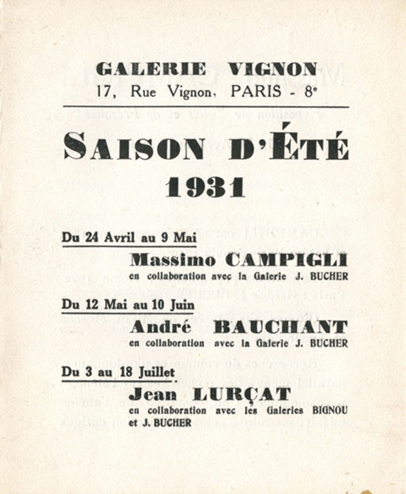 GALERIE VIGNON
17, Rue Vignon, PARIS - 8e
SAISON D'ÉTÉ
1931
Du 24 Avril au 9 Mai
Massimo CAMPIGLI
en collaboration avec la Galerie J. BUCHER
Du 12 Mai au 10 Juin
André BAUCHANT
en collaboration avec la Galerie J. BUCHER
Du 3 au 18 Juillet
Jean LURÇAT
en collaboration avec les Galeries BIGNOU
et J. BUCHER